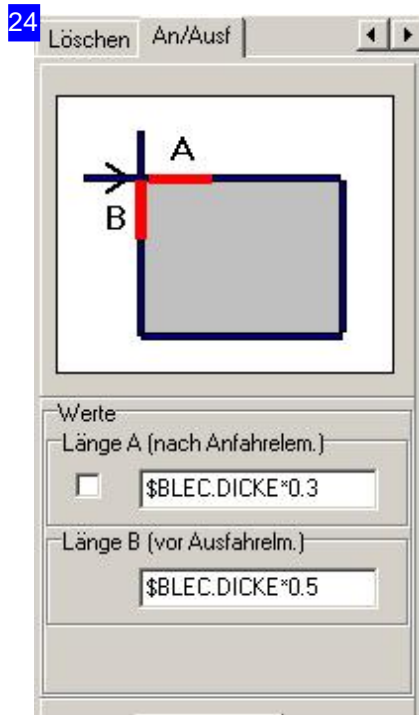 24
Löschen An/Ausf
A
B
Werte
Länge A (nach Anfahrelem.)
$BLEC.DICKE*0.3
Länge B (vor Ausfahrelm.)
$BLEC.DICKE*0.5